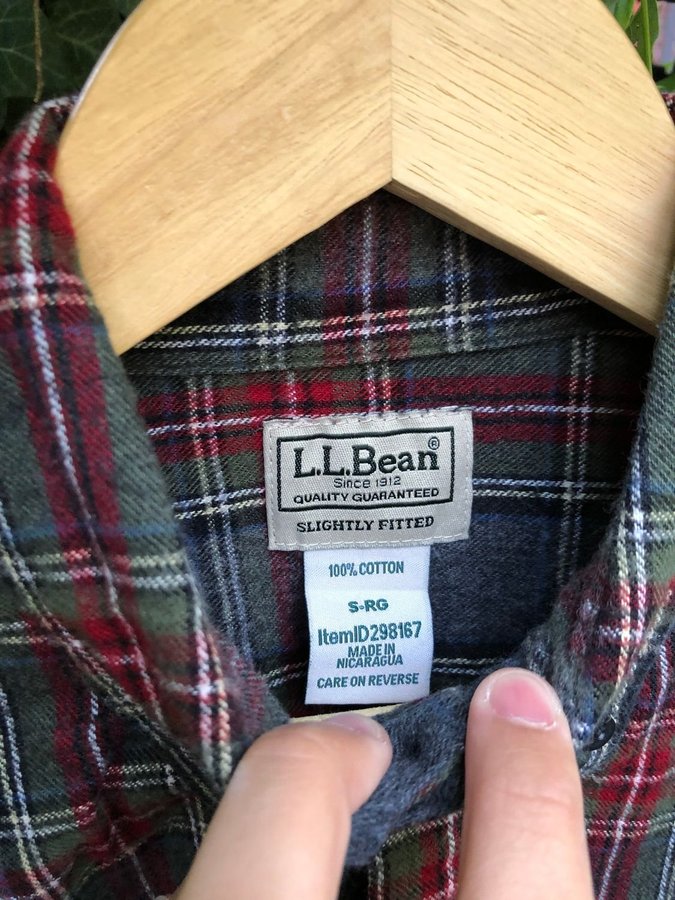 L.L.Bean®
Since 1912
QUALITY GUARANTEED
SLIGHTLY FITTED
100% COTTON
S-RG
ItemID298167
MADE IN
NICARAGUA
CARE ON REVERSE